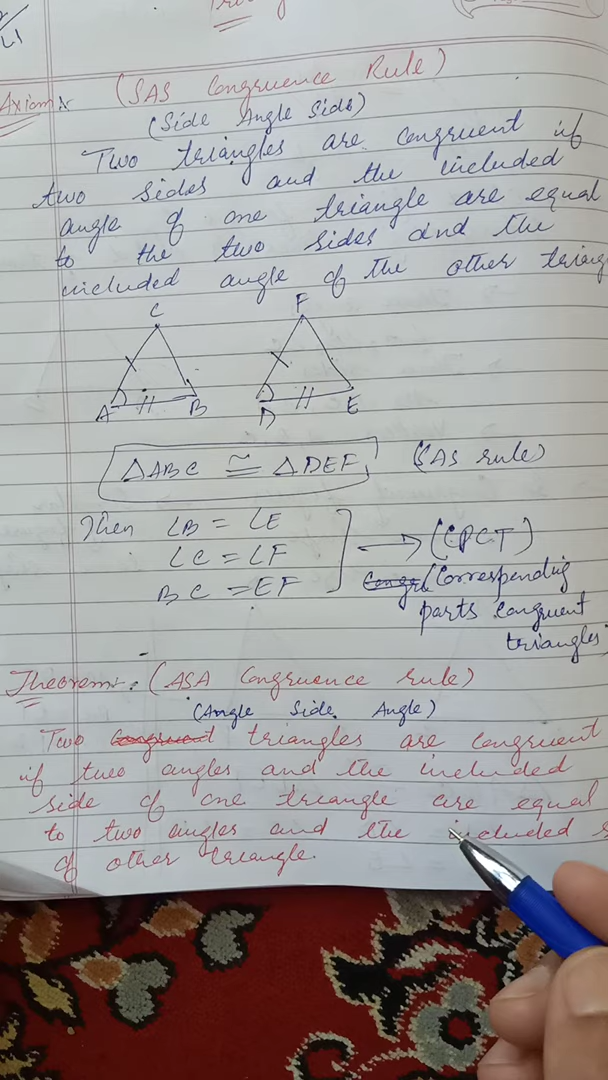 Axiom:
(SAS Congruence Rule)
(Side Angle Side)
Two triangles are congruent if
two sides and the included
angle of one triangle are equal
to the two sides and the
included angle of the other triang
C F
A B D E
△ABC ≅ △DEF, (SAS rule)
Then ∠B = ∠E
∠C = ∠F → (CPCT)
BC = EF (Corresponding
parts congruent
triangles)
Theorem:. (ASA Congruence rule)
(Angle Side Angle)
Two congruent triangles are congruent
if two angles and the included
side of one triangle are equal
to two angles and the included s
of other triangle.